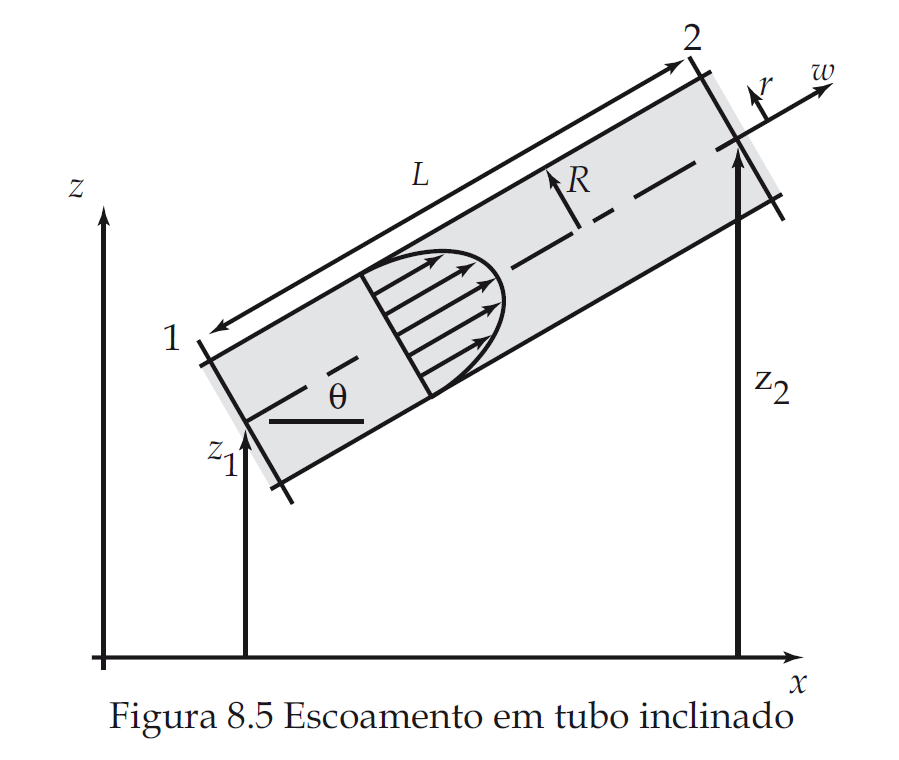 2
w
r
L
R
z
1
θ
z2
z1
x
Figura 8.5 Escoamento em tubo inclinado